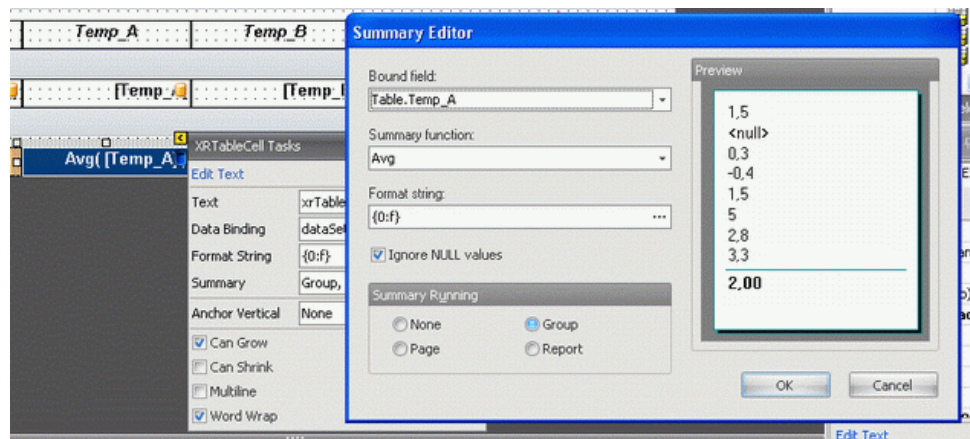 Temp_A
Temp_B
[Temp_
[Temp_
Avg( [Temp_A]
XRTableCell Tasks
Edit Text
Text
xrTable
Data Binding
dataSe
Format String
{0:f}
Summary
Group,
Anchor Vertical
None
Can Grow
Can Shrink
Multiline
Word Wrap
Summary Editor
Bound field:
Table.Temp_A
Summary function:
Avg
Format string:
{0:f}
Ignore NULL values
Summary Running
None
Group
Page
Report
Preview
1,5
<null>
0,3
-0,4
1,5
5
2,8
3,3
2,00
OK
Cancel
Edit Text